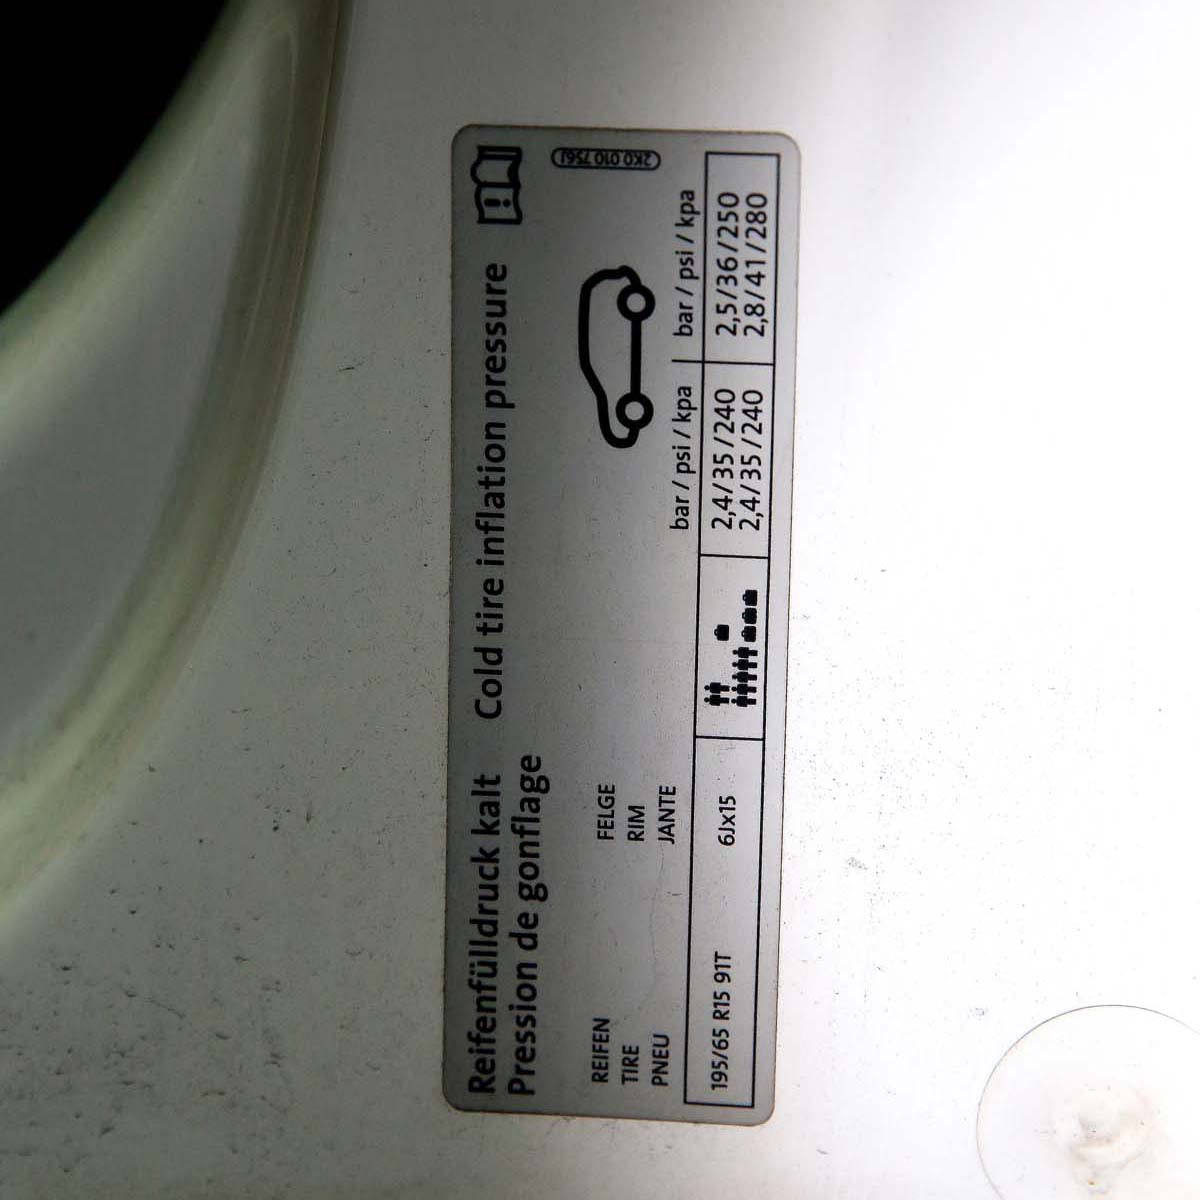 Reifenfülldruck kalt Cold tire inflation pressure
Pression de gonflage
2K0 010 756J
REIFEN FELGE
TIRE RIM
PNEU JANTE bar / psi / kpa bar / psi / kpa
195/65 R15 91T 6Jx15 2,4/35/240 2,5/36/250
2,4/35/240 2,8/41/280